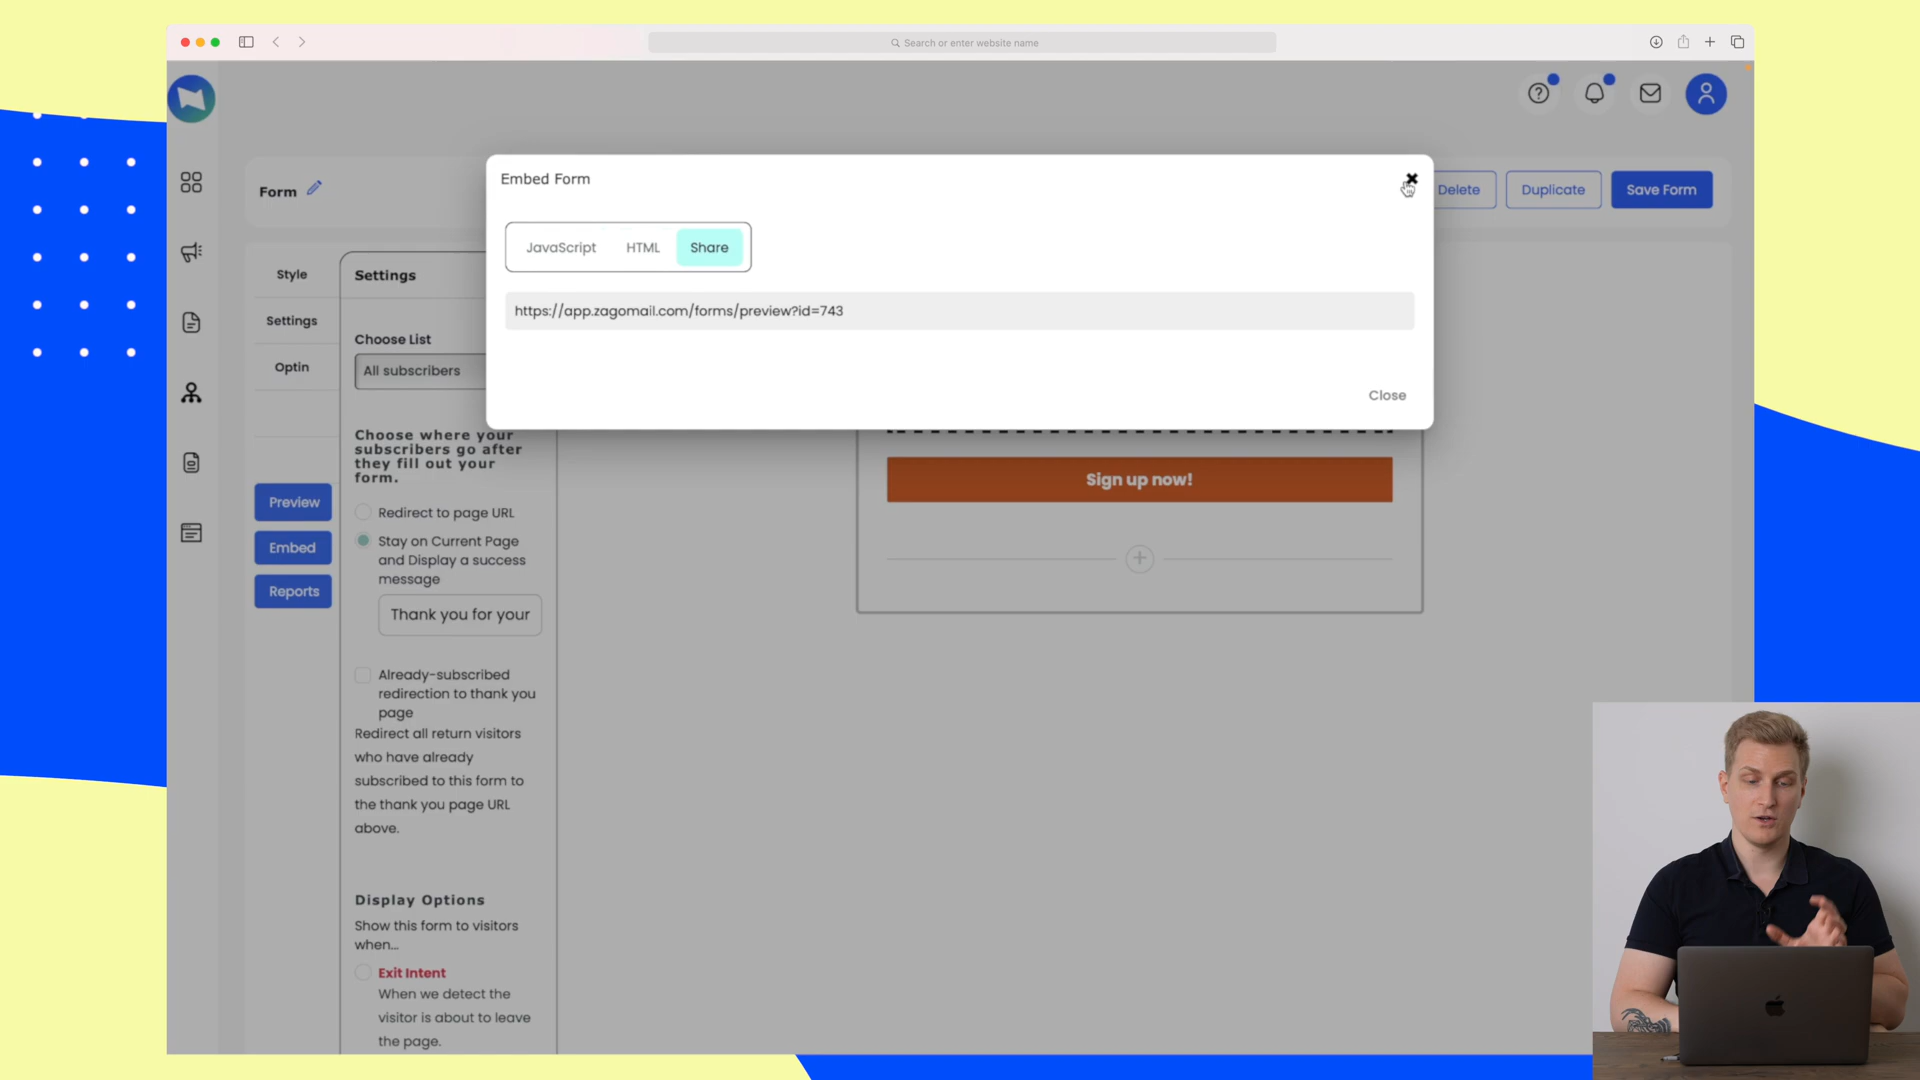 Search or enter website name
Form
Delete
Duplicate
Save Form
Embed Form
JavaScript
HTML
Share
https://app.zagomail.com/forms/preview?id=743
Close
Style
Settings
Optin
Preview
Embed
Reports
Settings
Choose List
All subscribers
Choose where your
subscribers go after
they fill out your
form.
Redirect to page URL
Stay on Current Page
and Display a success
message
Thank you for your
Already-subscribed
redirection to thank you
page
Redirect all return visitors
who have already
subscribed to this form to
the thank you page URL
above.
Display Options
Show this form to visitors
when...
Exit Intent
When we detect the
visitor is about to leave
the page.
Sign up now!